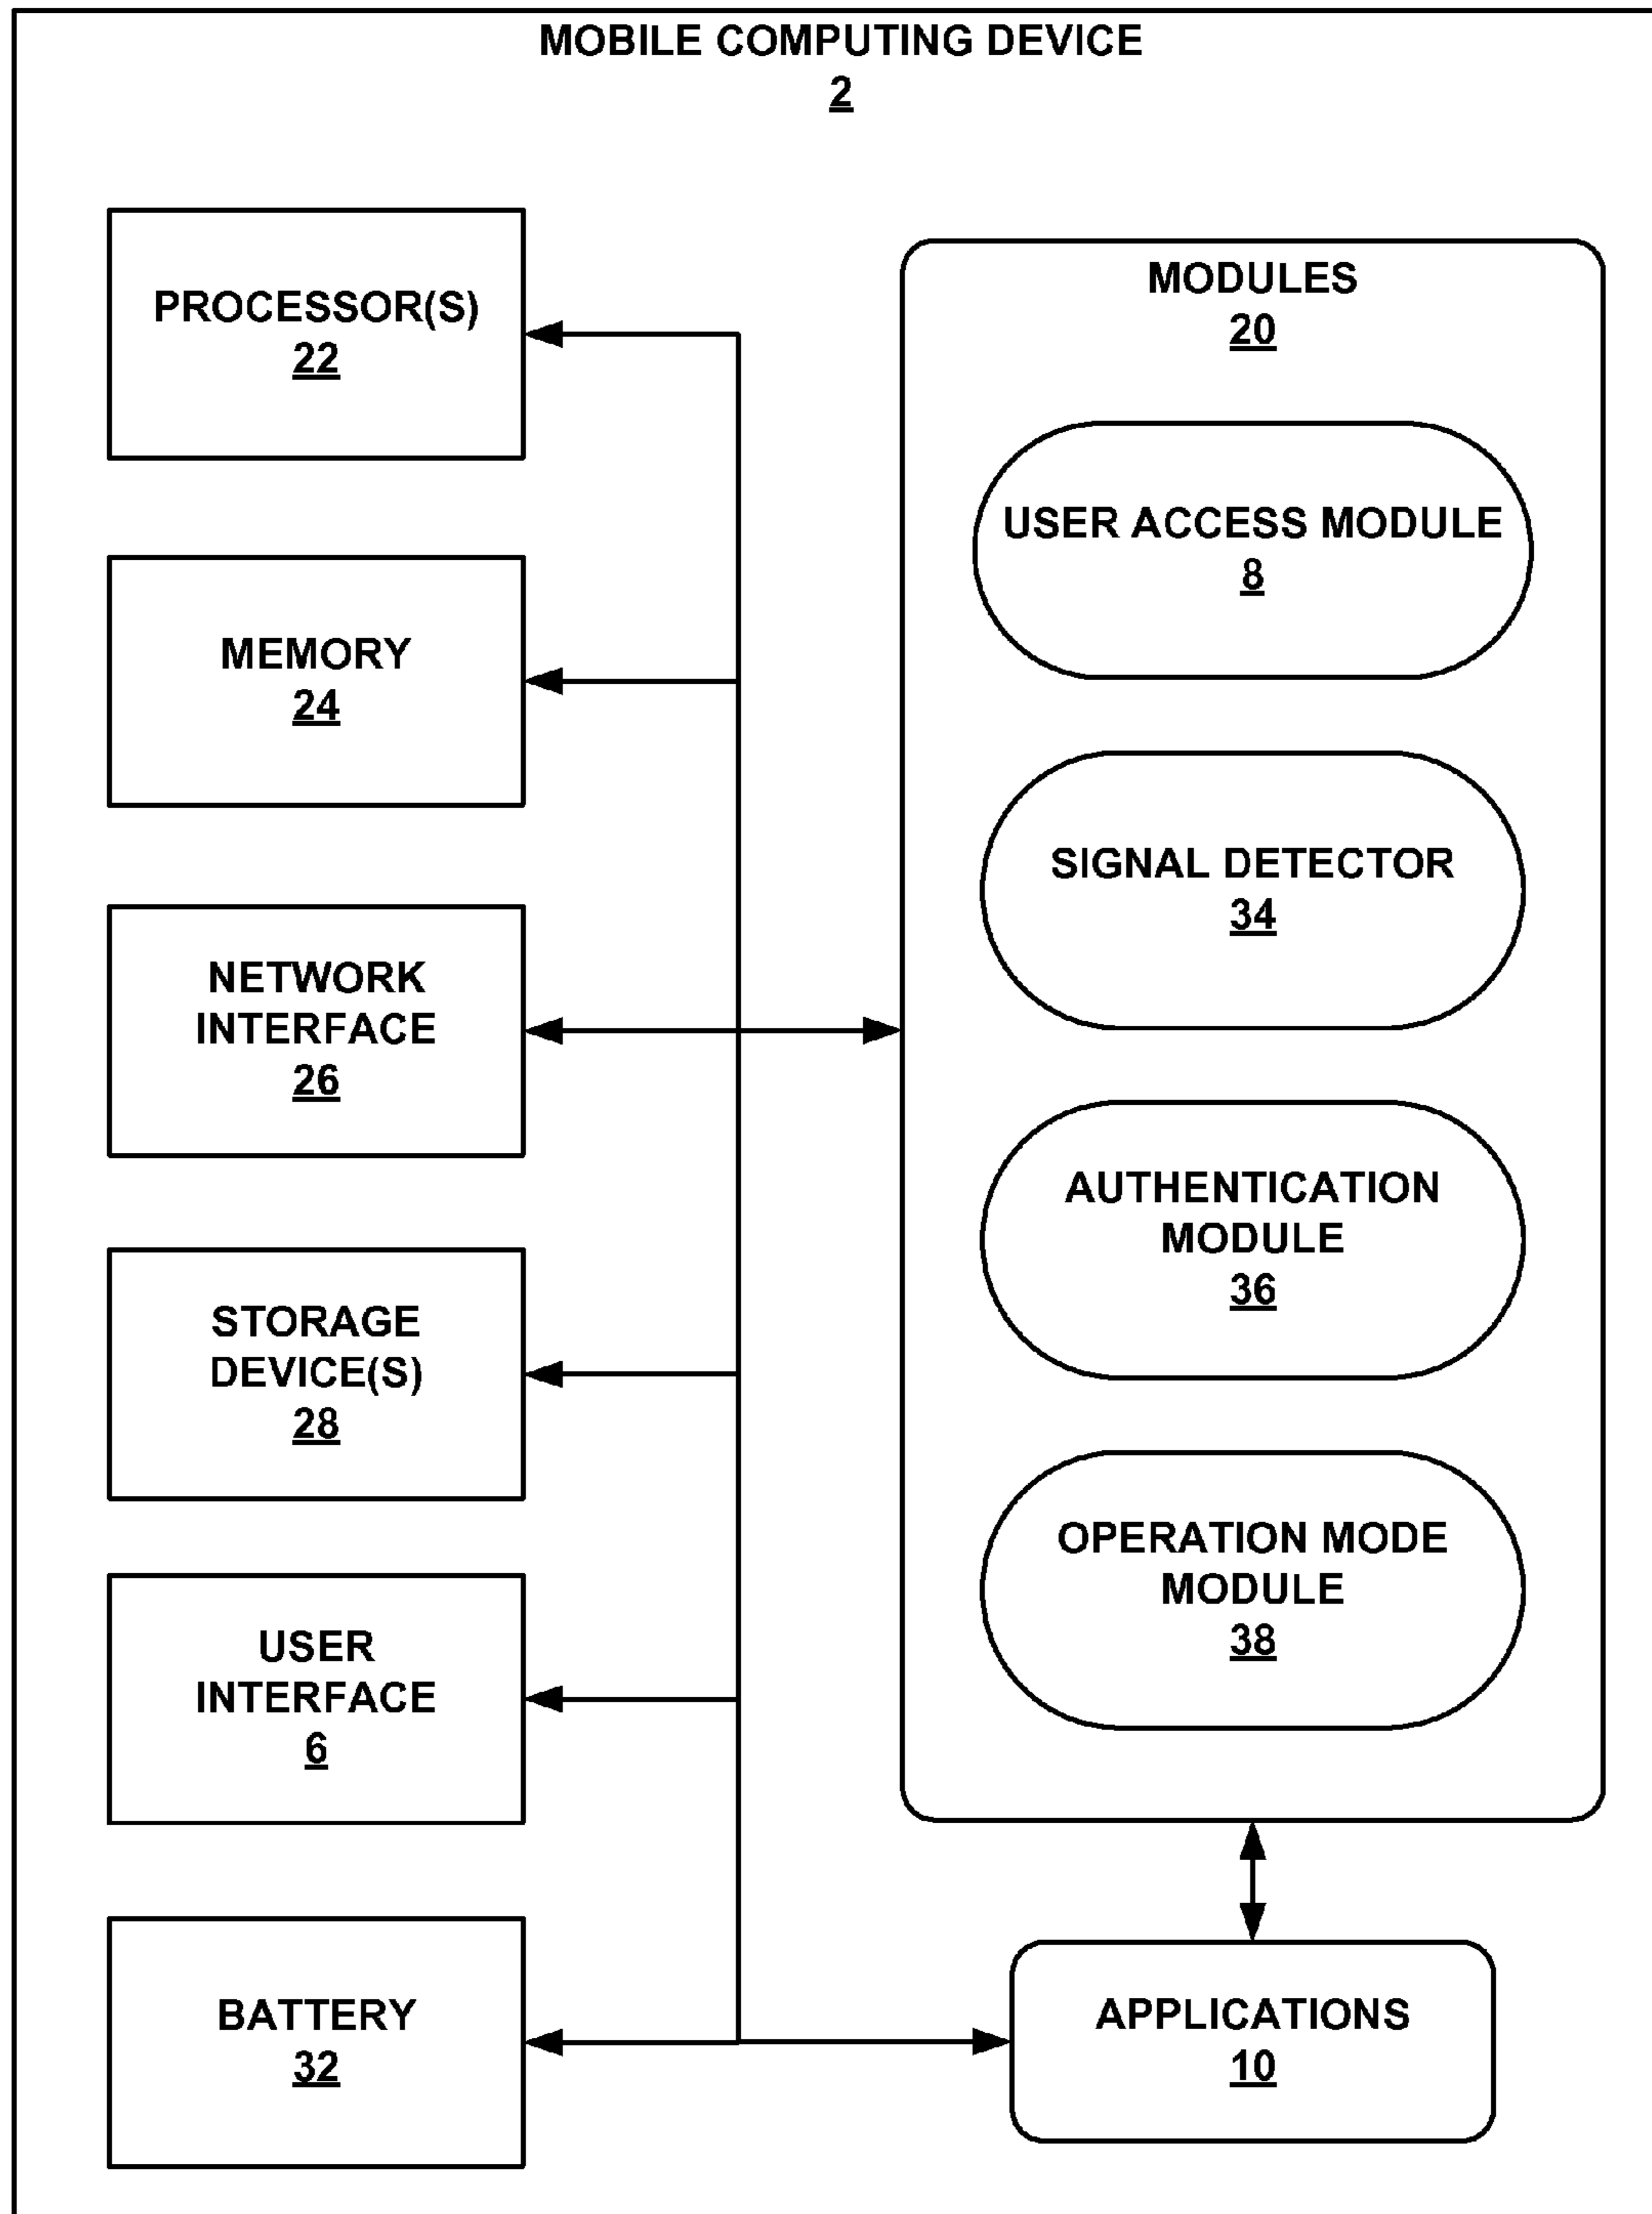 MOBILE COMPUTING DEVICE
2
PROCESSOR(S)
22
MEMORY
24
NETWORK
INTERFACE
26
STORAGE
DEVICE(S)
28
USER
INTERFACE
6
BATTERY
32
MODULES
20
USER ACCESS MODULE
8
SIGNAL DETECTOR
34
AUTHENTICATION
MODULE
36
OPERATION MODE
MODULE
38
APPLICATIONS
10